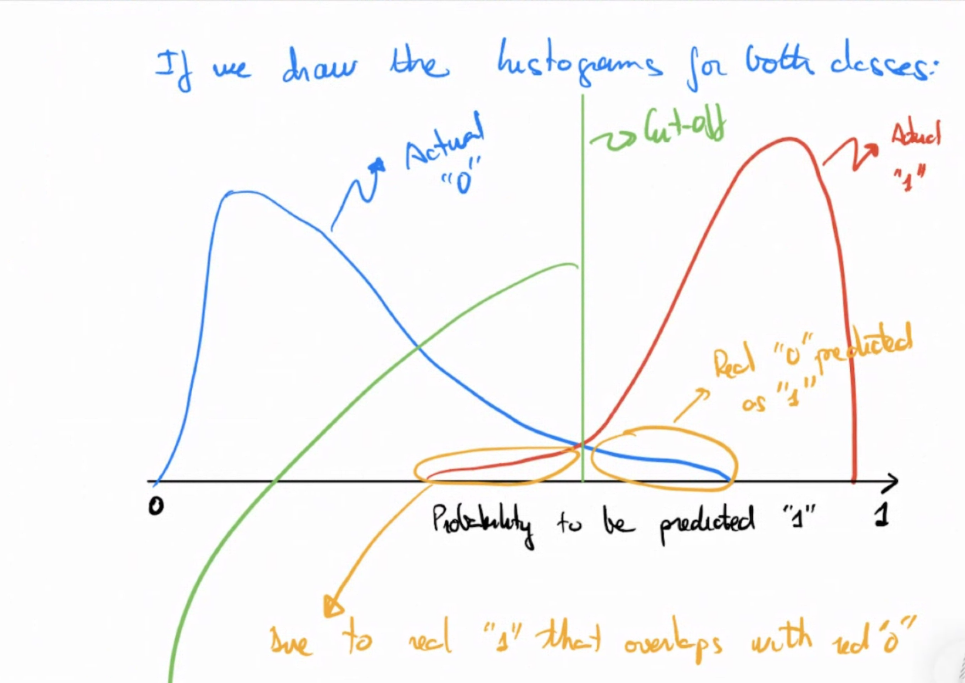 If we draw the histograms for both classes:
Cut-off
Actual
"0"
Actual
"1"
Real "0" predicted
as "1"
0
Probability to be predicted "1"
1
Due to real "1" that overlaps with real "0"